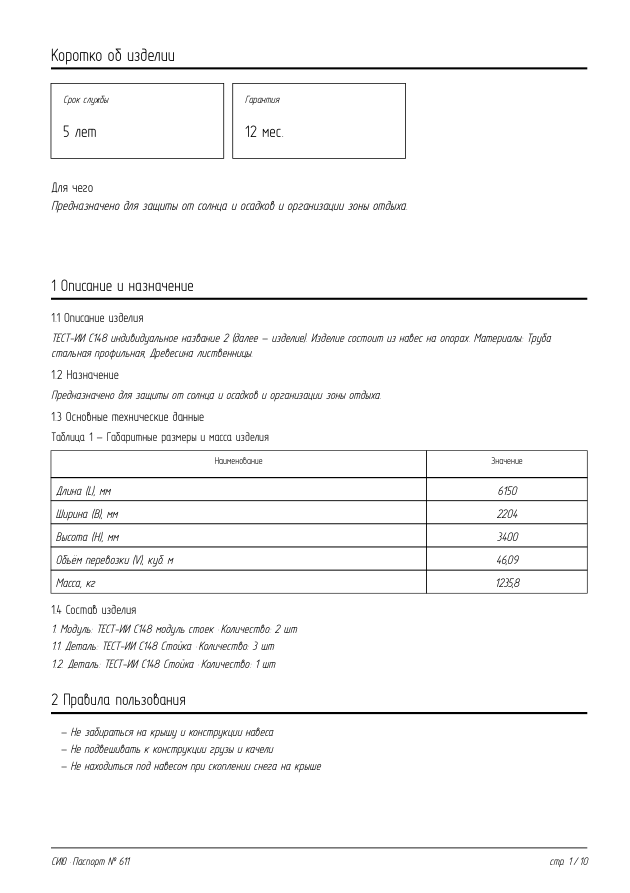 Коротко об изделии
Срок службы
5 лет
Гарантия
12 мес.
Для чего
Предназначено для защиты от солнца и осадков и организации зоны отдыха.
1 Описание и назначение
1.1 Описание изделия
ТЕСТ-ИИ С148 индивидуальное название 2 (далее – изделие). Изделие состоит из навес на опорах. Материалы: Труба
стальная профильная; Древесина лиственницы.
1.2 Назначение
Предназначено для защиты от солнца и осадков и организации зоны отдыха.
1.3 Основные технические данные
Таблица 1 – Габаритные размеры и масса изделия
Наименование Значение
Длина (L), мм 6150
Ширина (B), мм 2204
Высота (H), мм 3400
Объём перевозки (V), куб. м 46,09
Масса, кг 1235,8
1.4 Состав изделия
1. Модуль: ТЕСТ-ИИ С148 модуль стоек · Количество: 2 шт
1.1. Деталь: ТЕСТ-ИИ С148 Стойка · Количество: 3 шт
1.2. Деталь: ТЕСТ-ИИ С148 Стойка · Количество: 1 шт
2 Правила пользования
– Не забираться на крышу и конструкции навеса
– Не подвешивать к конструкции грузы и качели
– Не находиться под навесом при скоплении снега на крыше
СИЮ · Паспорт № 611
стр. 1 / 10